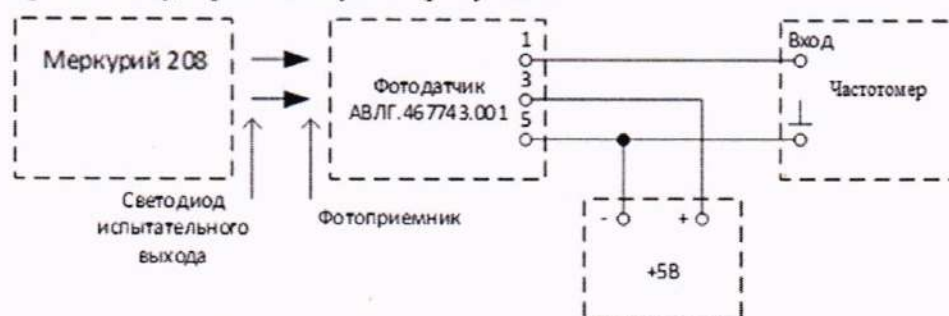 Меркурий 208
Фотодатчик
АВЛГ.467743.001
1
3
5
Вход
Частотомер
Светодиод
испытательного
выхода
Фотоприемник
- +
+5В